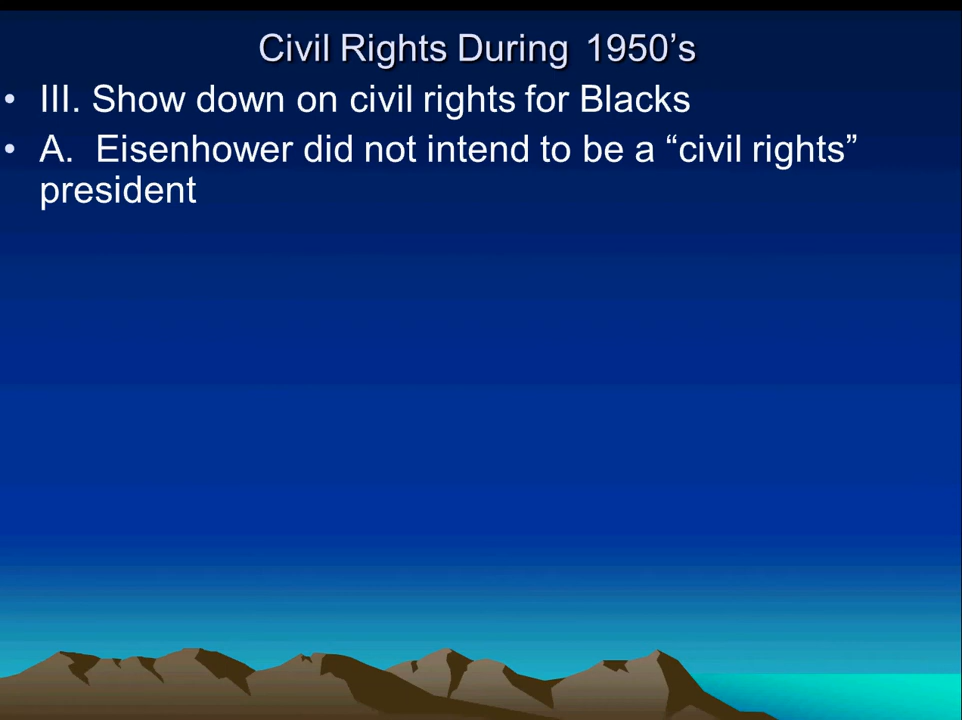 Civil Rights During 1950’s
• III. Show down on civil rights for Blacks
• A. Eisenhower did not intend to be a “civil rights”
president